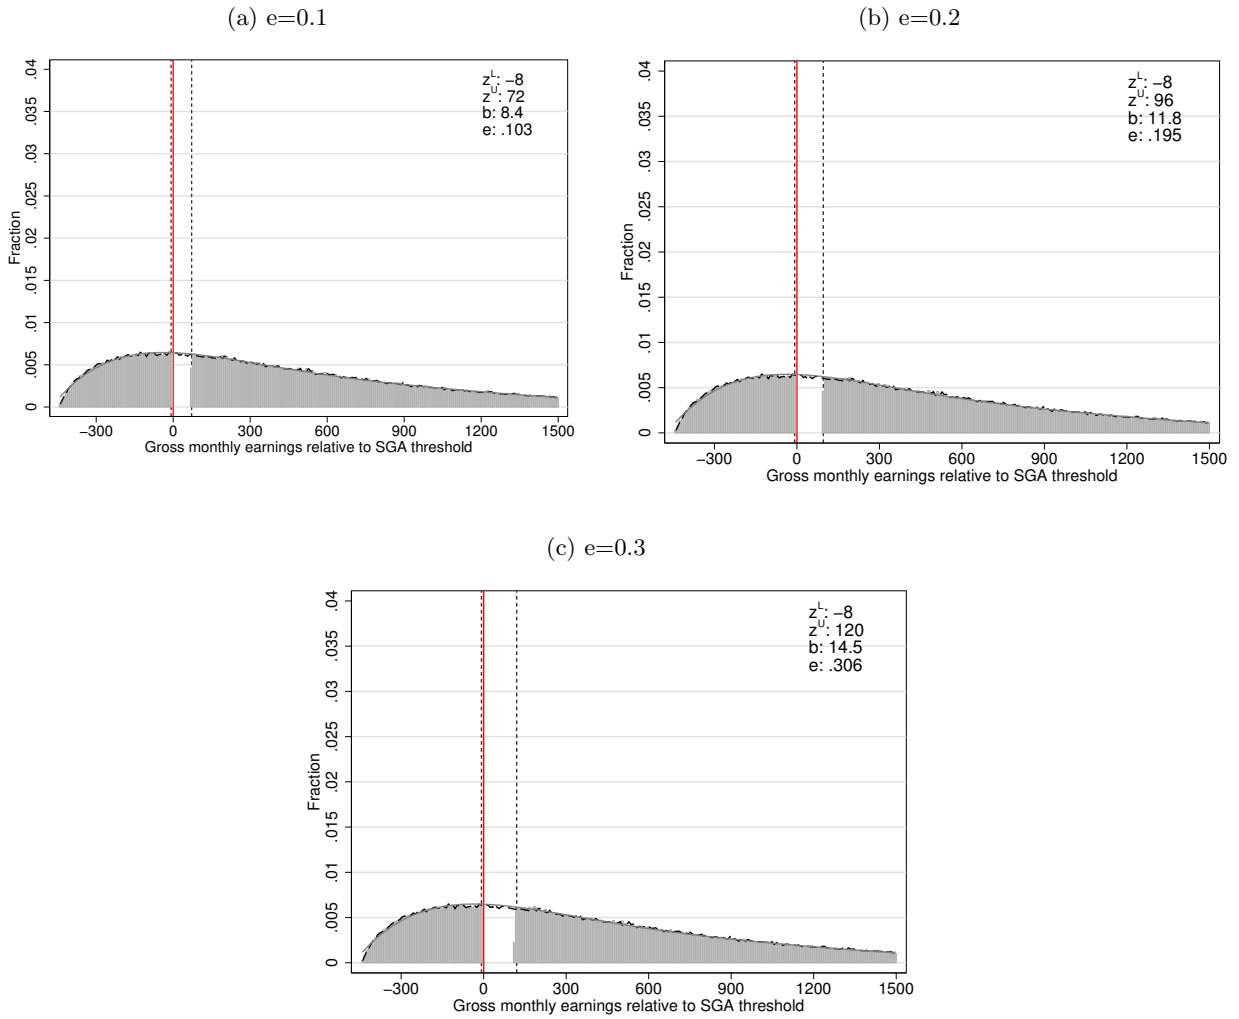 (a) e=0.1
.04
.035
.03
.025
.02
.015
.01
.005
0
Fraction
z^L: −8
z^U: 72
b: 8.4
e: .103
−300 0 300 600 900 1200 1500
Gross monthly earnings relative to SGA threshold
(b) e=0.2
.04
.035
.03
.025
.02
.015
.01
.005
0
Fraction
z^L: −8
z^U: 96
b: 11.8
e: .195
−300 0 300 600 900 1200 1500
Gross monthly earnings relative to SGA threshold
(c) e=0.3
.04
.035
.03
.025
.02
.015
.01
.005
0
Fraction
z^L: −8
z^U: 120
b: 14.5
e: .306
−300 0 300 600 900 1200 1500
Gross monthly earnings relative to SGA threshold